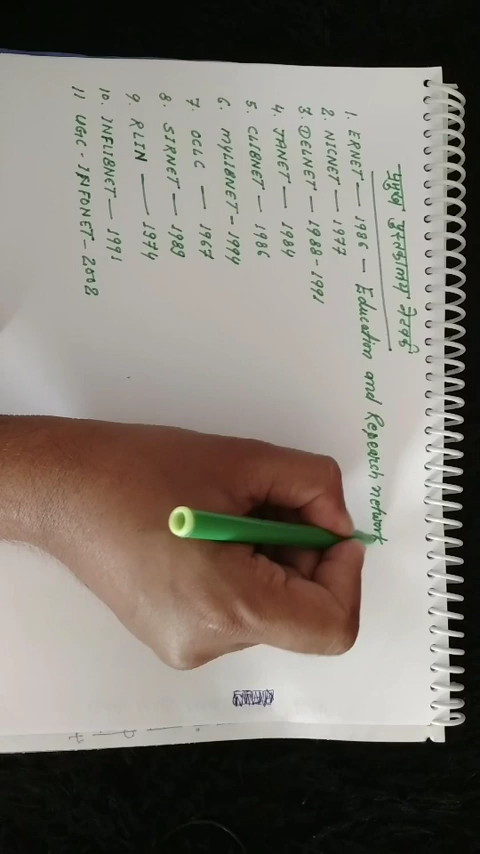 प्रमुख पुस्तकालय नेटवर्क
1. ERNET — 1986 — Education and Research network
2. NICNET — 1977
3. DELNET — 1988-1991
4. JANET — 1984
5. CLIBNET — 1986
6. MYLIBNET — 1994
7. OCLC — 1967
8. SIRNET — 1989
9. RLIN — 1974
10. INFLIBNET — 1991
11 UGC - INFONET - 2002